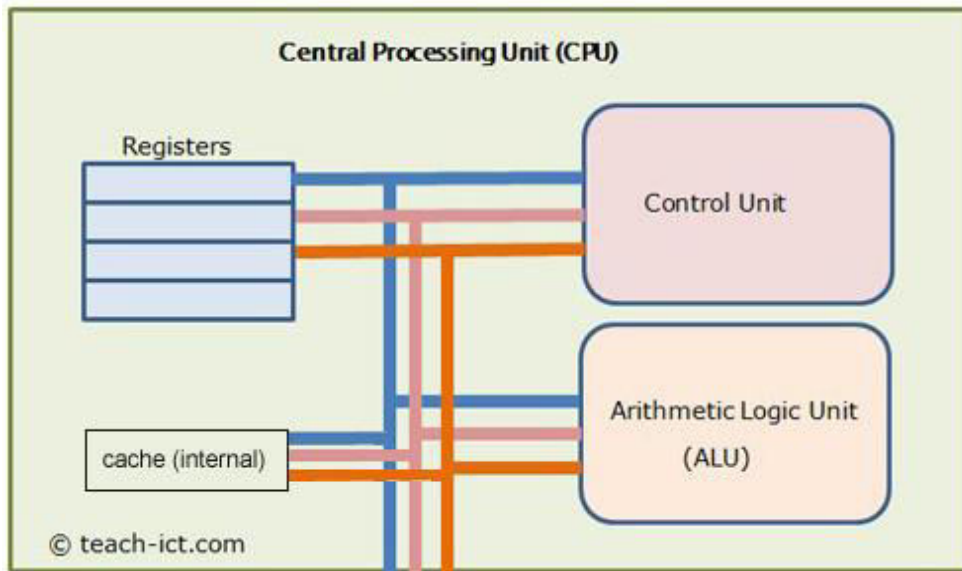 Central Processing Unit (CPU)
Registers
Control Unit
Arithmetic Logic Unit
(ALU)
cache (internal)
© teach-ict.com